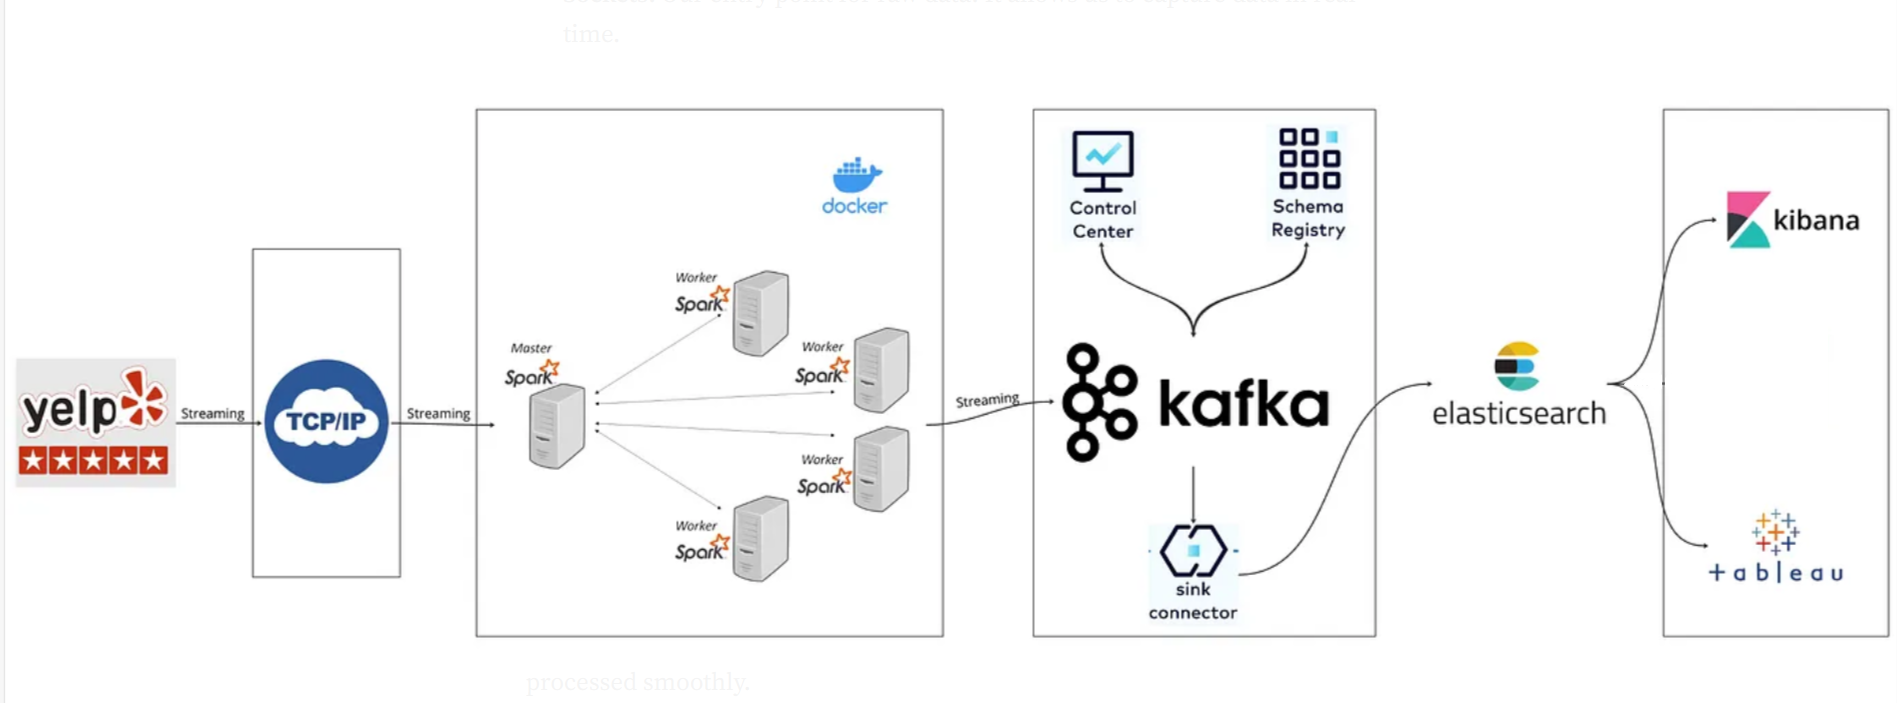 time.
docker
Control
Center
Schema
Registry
kibana
Worker
Spark
Master
Spark
Worker
Spark
yelp
Streaming
TCP/IP
Streaming
Streaming
kafka
elasticsearch
Worker
Spark
Worker
Spark
sink
connector
+ableau
processed smoothly.